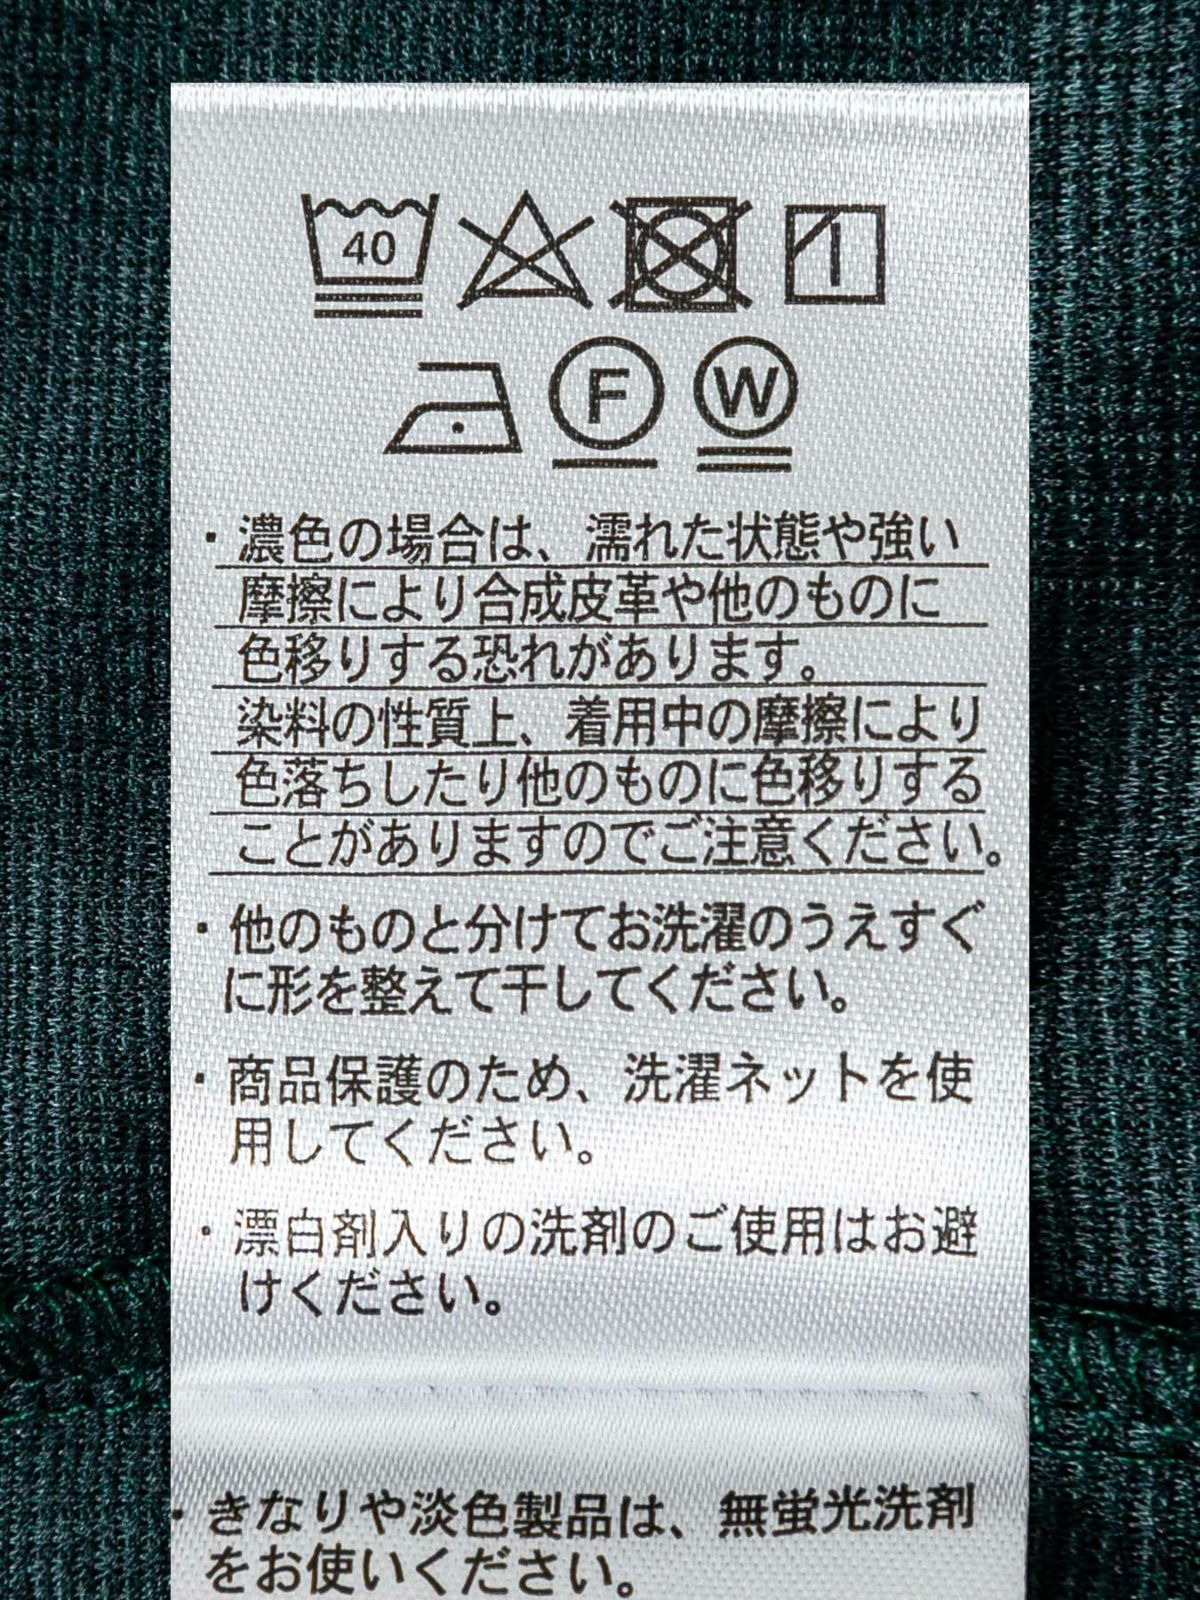 40
F W
・濃色の場合は、濡れた状態や強い
摩擦により合成皮革や他のものに
色移りする恐れがあります。
染料の性質上、着用中の摩擦により
色落ちしたり他のものに色移りする
ことがありますのでご注意ください。
・他のものと分けてお洗濯のうえすぐ
に形を整えて干してください。
・商品保護のため、洗濯ネットを使
用してください。
・漂白剤入りの洗剤のご使用はお避
けください。
・きなりや淡色製品は、無蛍光洗剤
をお使いください。